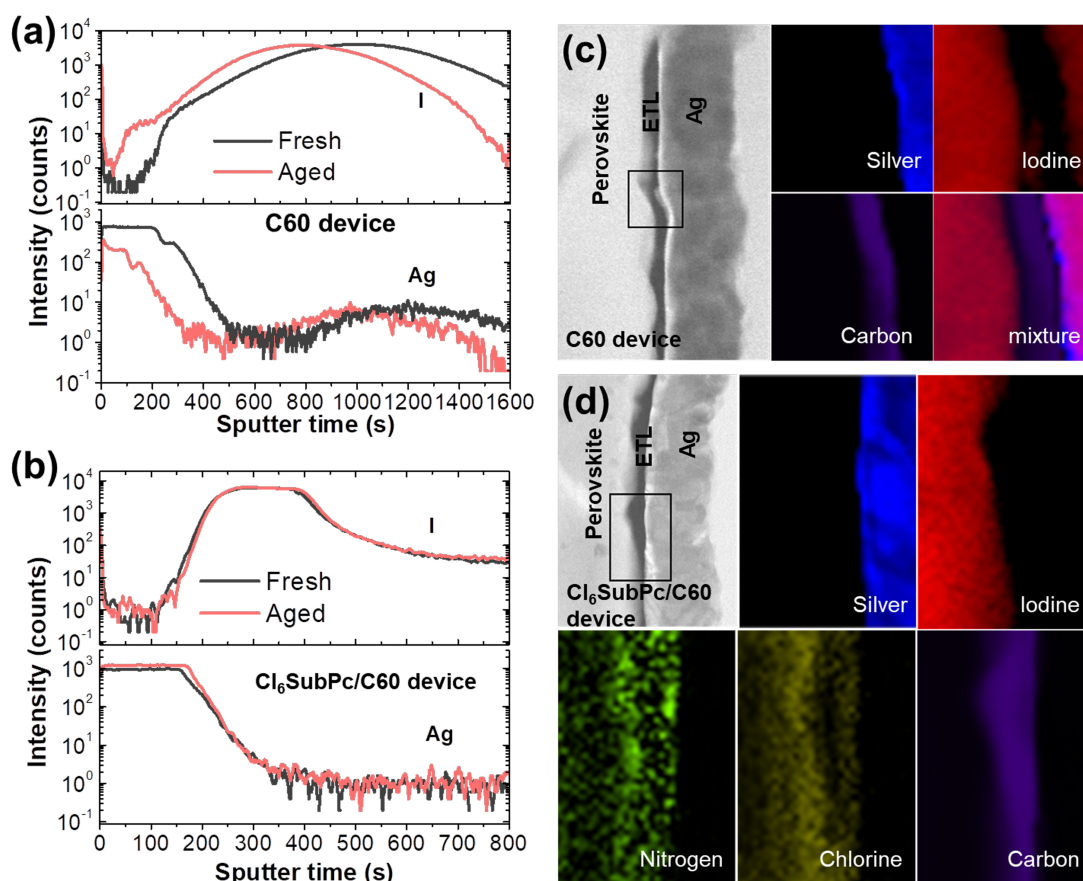 (a)
10⁴
10³
10²
10¹
10⁰
10⁻¹
I
Fresh
Aged
C60 device
10³
10²
10¹
10⁰
10⁻¹
Ag
0 200 400 600 800 1000 1200 1400 1600
Sputter time (s)
Intensity (counts)
(b)
10⁴
10³
10²
10¹
10⁰
10⁻¹
I
Fresh
Aged
10³
10²
10¹
10⁰
10⁻¹
Cl₆SubPc/C60 device
Ag
0 100 200 300 400 500 600 700 800
Sputter time (s)
Intensity (counts)
(c)
Perovskite
ETL
Ag
C60 device
Silver
Iodine
Carbon
mixture
(d)
Perovskite
ETL
Ag
Cl₆SubPc/C60
device
Silver
Iodine
Nitrogen
Chlorine
Carbon